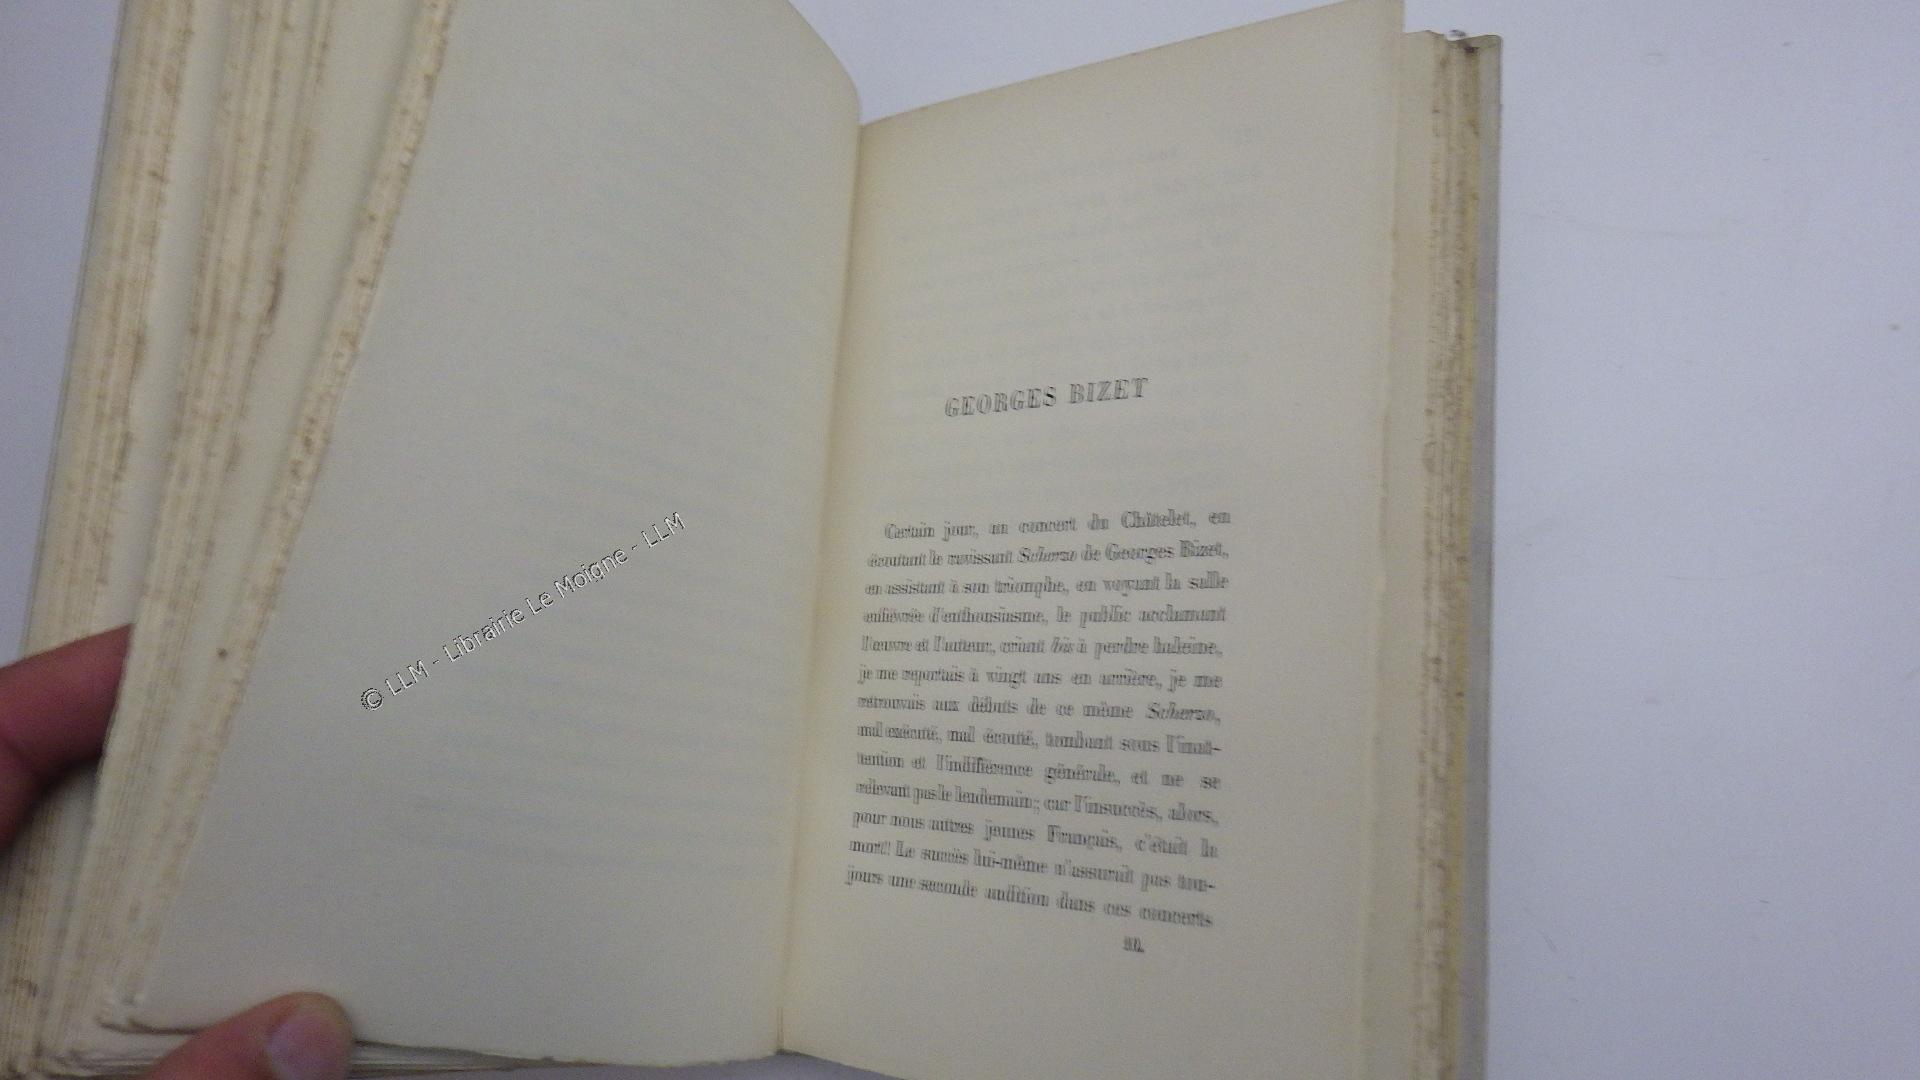 GEORGES BIZET
Certain jour, au concert du Châtelet, en
écoutant le ravissant Scherzo de Georges Bizet,
en assistant à son triomphe, en voyant la salle
enfiévrée d'enthousiasme, le public acclamant
l'œuvre et l'auteur, criant bis à perdre haleine,
je me reportais à vingt ans en arrière, je me
retrouvais aux débuts de ce même Scherzo,
mal exécuté, mal écouté, tombant sous l'inat-
tention et l'indifférence générale, et ne se
relevant pas le lendemain; car l'insuccès, alors,
pour nous autres jeunes Français, c'était la
mort! Le succès lui-même n'assurait pas tou-
jours une seconde audition dans ces concerts
© LLM - Librairie Le Moigne - LLM